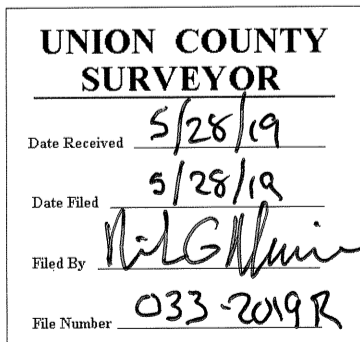 UNION COUNTY
SURVEYOR
Date Received 5/28/19
Date Filed 5/28/19
Filed By
File Number 033-2019R